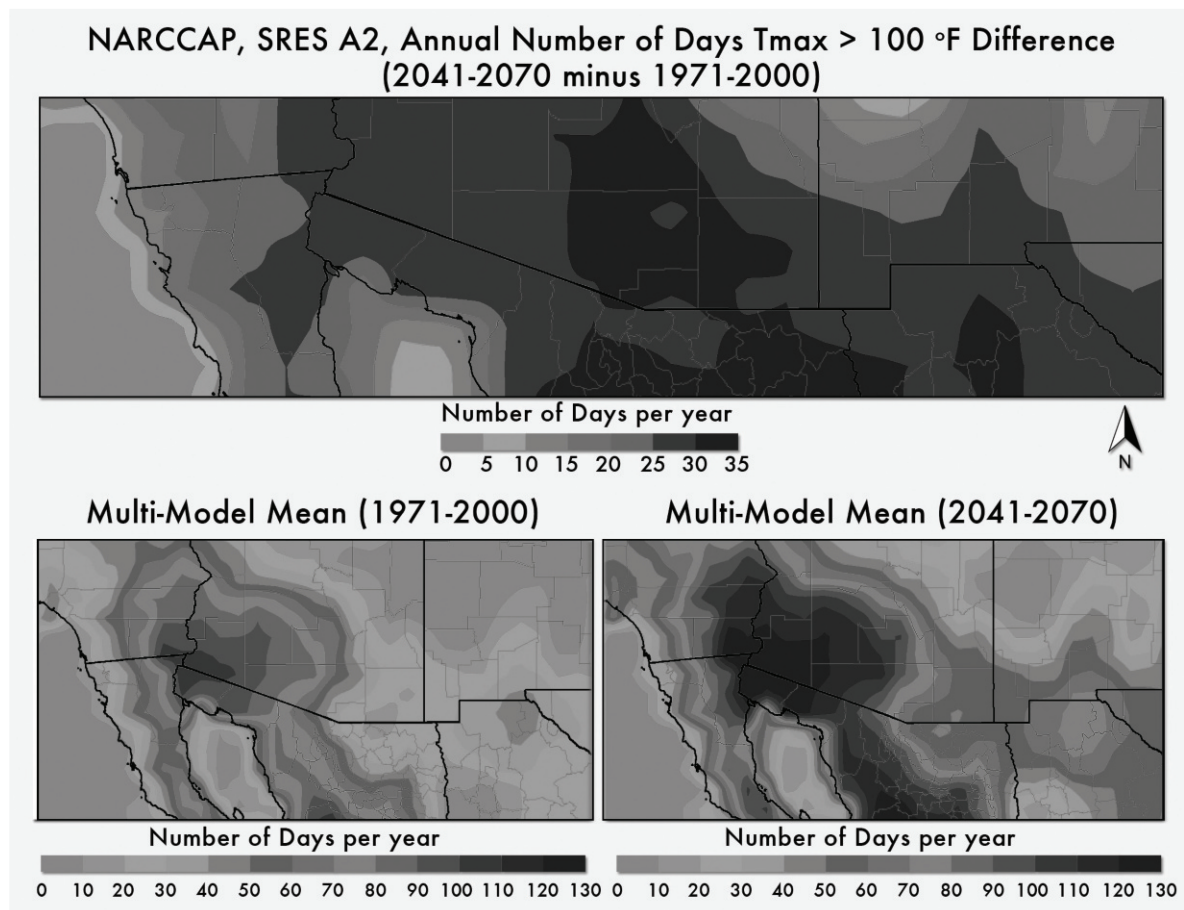 NARCCAP, SRES A2, Annual Number of Days Tmax > 100 °F Difference
(2041-2070 minus 1971-2000)
Number of Days per year
0 5 10 15 20 25 30 35
N
Multi-Model Mean (1971-2000)
Multi-Model Mean (2041-2070)
Number of Days per year
0 10 20 30 40 50 60 70 80 90 100 110 120 130
Number of Days per year
0 10 20 30 40 50 60 70 80 90 100 110 120 130